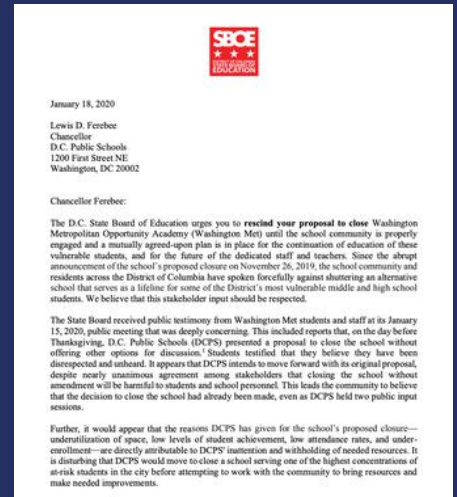 SBOE
DISTRICT OF COLUMBIA
STATE BOARD OF
EDUCATION
January 18, 2020
Lewis D. Ferebee
Chancellor
D.C. Public Schools
1200 First Street NE
Washington, DC 20002
Chancellor Ferebee:
The D.C. State Board of Education urges you to rescind your proposal to close Washington
Metropolitan Opportunity Academy (Washington Met) until the school community is properly
engaged and a mutually agreed-upon plan is in place for the continuation of education of these
vulnerable students, and for the future of the dedicated staff and teachers. Since the abrupt
announcement of the school's proposed closure on November 26, 2019, the school community and
residents across the District of Columbia have spoken forcefully against shuttering an alternative
school that serves as a lifeline for some of the District's most vulnerable middle and high school
students. We believe that this stakeholder input should be respected.
The State Board received public testimony from Washington Met students and staff at its January
15, 2020, public meeting that was deeply concerning. This included reports that, on the day before
Thanksgiving, D.C. Public Schools (DCPS) presented a proposal to close the school without
offering other options for discussion.¹ Students testified that they believe they have been
disrespected and unheard. It appears that DCPS intends to move forward with its original proposal,
despite nearly unanimous agreement among stakeholders that closing the school without
amendment will be harmful to students and school personnel. This leads the community to believe
that the decision to close the school had already been made, even as DCPS held two public input
sessions.
Further, it would appear that the reasons DCPS has given for the school's proposed closure—
underutilization of space, low levels of student achievement, low attendance rates, and under-
enrollment—are directly attributable to DCPS' inattention and withholding of needed resources. It
is disturbing that DCPS would move to close a school serving one of the highest concentrations of
at-risk students in the city before attempting to work with the community to bring resources and
make needed improvements.